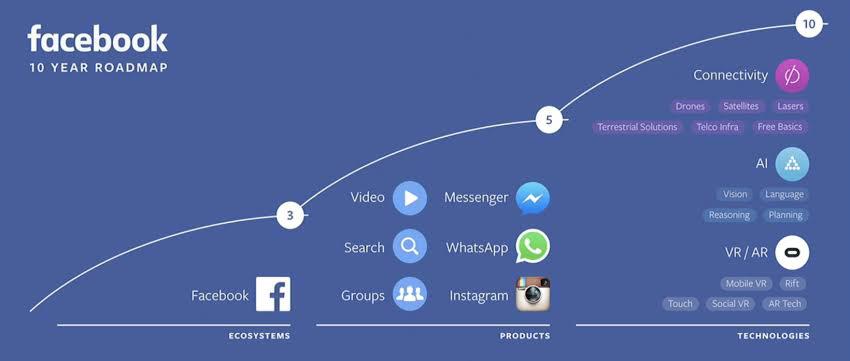 facebook
10 YEAR ROADMAP
3
5
10
Facebook
ECOSYSTEMS
Video
Messenger
Search
WhatsApp
Groups
Instagram
PRODUCTS
Connectivity
Drones Satellites Lasers
Terrestrial Solutions Telco Infra Free Basics
AI
Vision Language
Reasoning Planning
VR / AR
Mobile VR Rift
Touch Social VR AR Tech
TECHNOLOGIES